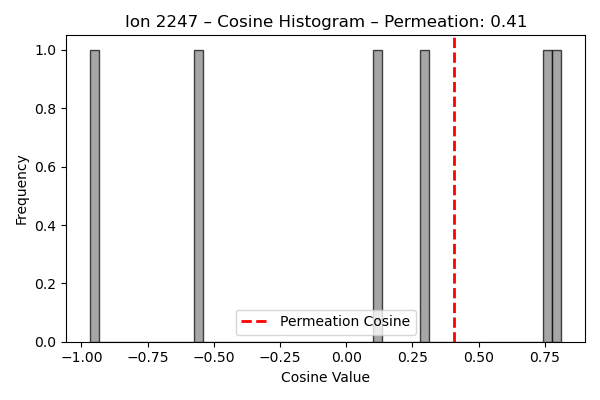 Ion 2247 – Cosine Histogram – Permeation: 0.41
Frequency
1.0
0.8
0.6
0.4
0.2
0.0
Permeation Cosine
−1.00 −0.75 −0.50 −0.25 0.00 0.25 0.50 0.75
Cosine Value